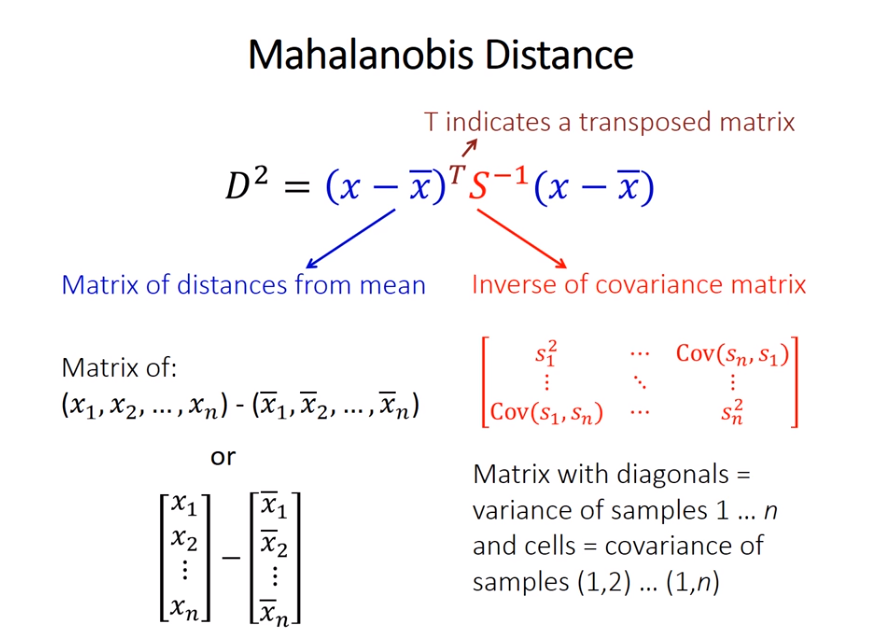 Mahalanobis Distance
T indicates a transposed matrix
D² = (x − x̅)ᵀS⁻¹(x − x̅)
Matrix of distances from mean
Inverse of covariance matrix
Matrix of:
(x₁, x₂, …, xₙ) - (x̅₁, x̅₂, …, x̅ₙ)
or
[x₁ x₂ ⋮ xₙ] − [x̅₁ x̅₂ ⋮ x̅ₙ]
s₁² ⋯ Cov(sₙ, s₁)
⋮ ⋱ ⋮
Cov(s₁, sₙ) ⋯ sₙ²
Matrix with diagonals =
variance of samples 1 … n
and cells = covariance of
samples (1,2) … (1,n)